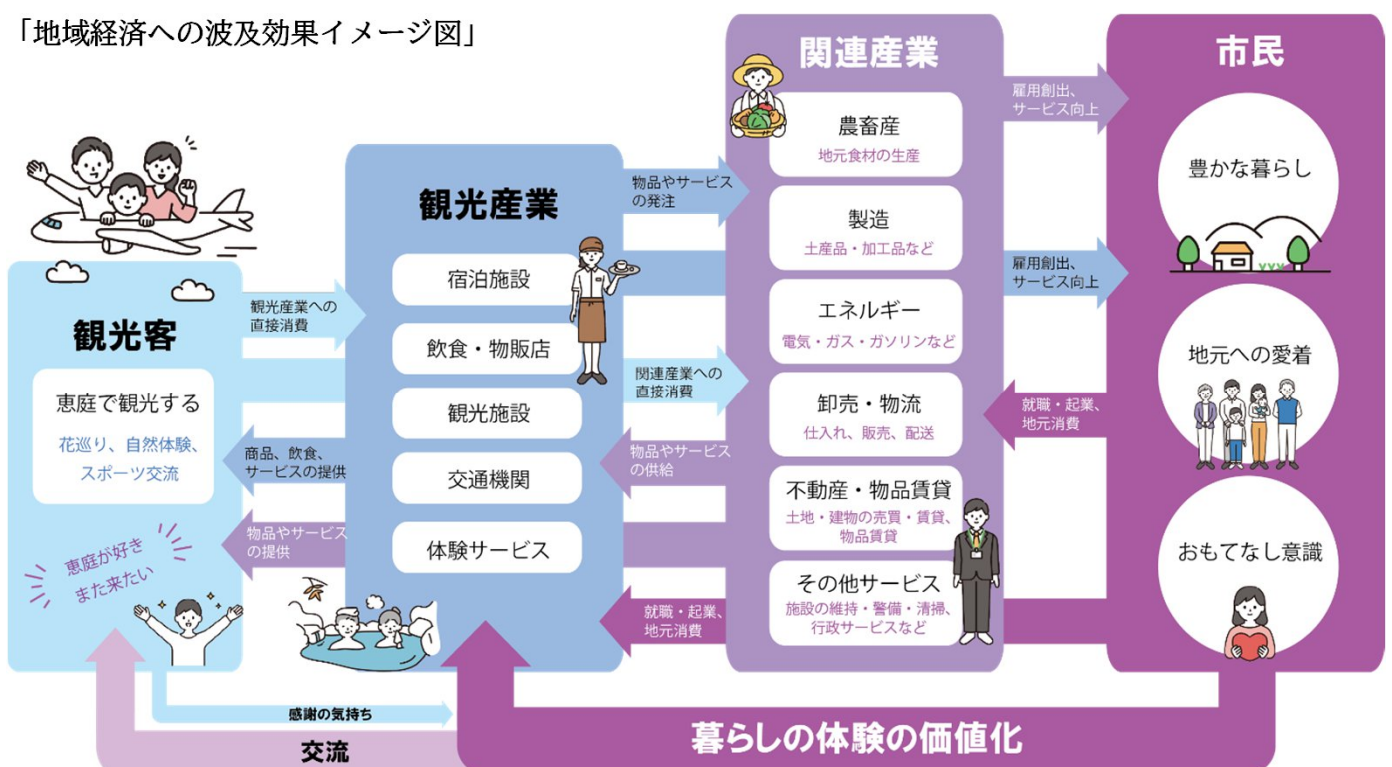 「地域経済への波及効果イメージ図」
観光客
恵庭で観光する
花巡り、自然体験、
スポーツ交流
恵庭が好き
また来たい
観光産業への
直接消費
商品、飲食、
サービスの提供
物品やサービス
の提供
観光産業
宿泊施設
飲食・物販店
観光施設
交通機関
体験サービス
物品やサービス
の発注
関連産業への
直接消費
物品やサービス
の供給
就職・起業、
地元消費
関連産業
農畜産
地元食材の生産
製造
土産品・加工品など
エネルギー
電気・ガス・ガソリンなど
卸売・物流
仕入れ、販売、配送
不動産・物品賃貸
土地・建物の売買・賃貸、
物品賃貸
その他サービス
施設の維持・警備・清掃、
行政サービスなど
雇用創出、
サービス向上
雇用創出、
サービス向上
就職・起業、
地元消費
市民
豊かな暮らし
地元への愛着
おもてなし意識
感謝の気持ち
交流
暮らしの体験の価値化